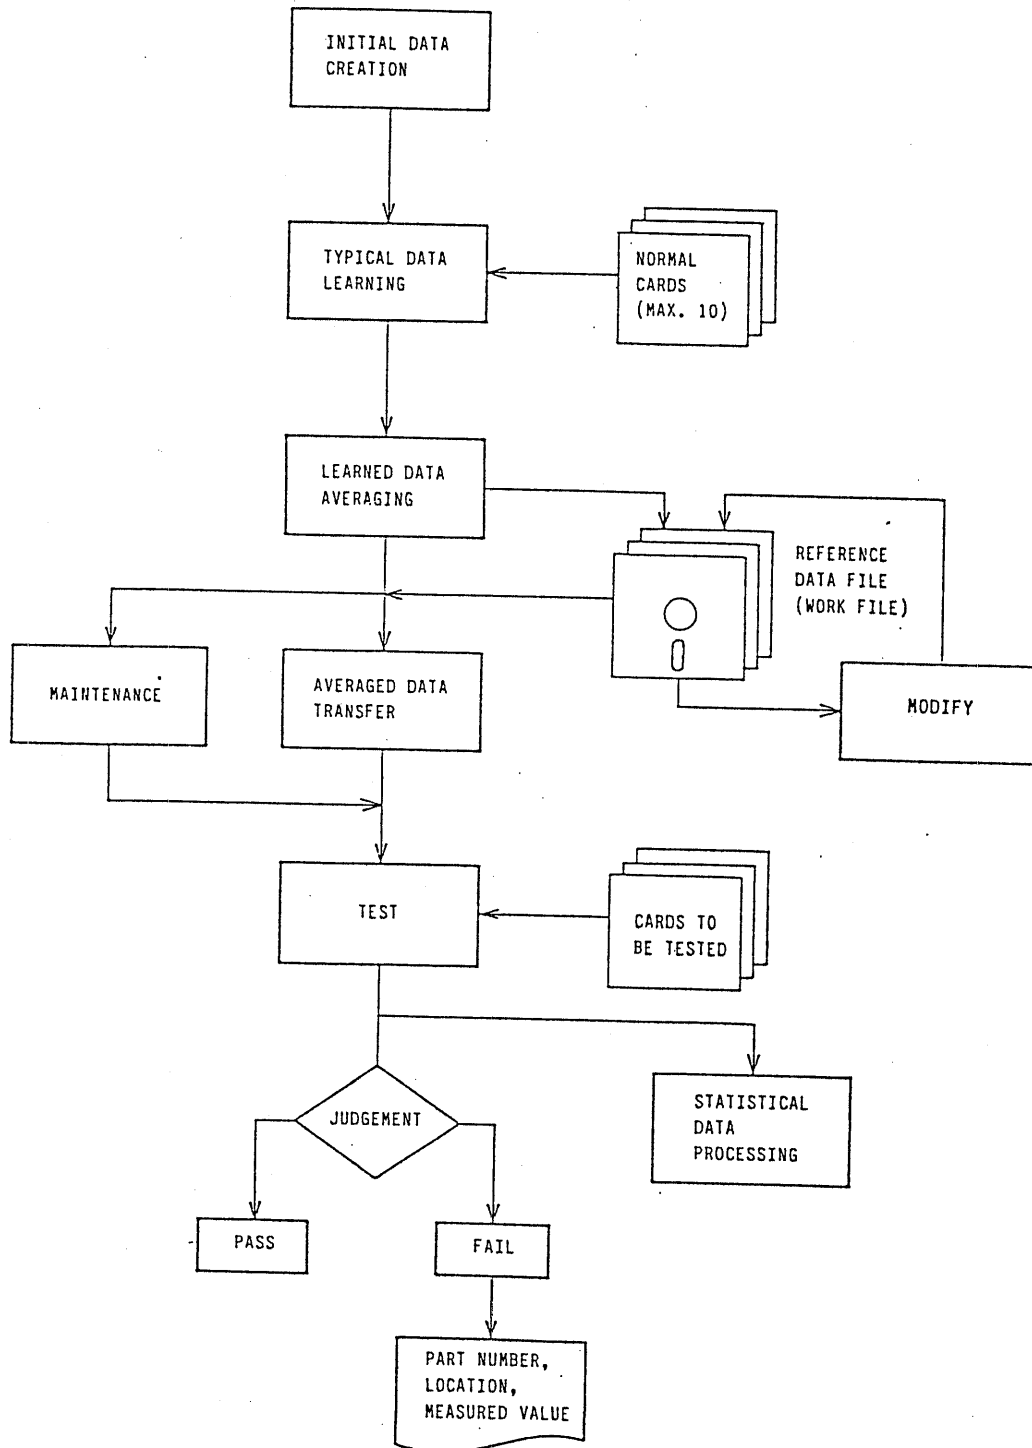 INITIAL DATA
CREATION
TYPICAL DATA
LEARNING
NORMAL
CARDS
(MAX. 10)
LEARNED DATA
AVERAGING
REFERENCE
DATA FILE
(WORK FILE)
MAINTENANCE
AVERAGED DATA
TRANSFER
MODIFY
TEST
CARDS TO
BE TESTED
JUDGEMENT
STATISTICAL
DATA
PROCESSING
PASS
FAIL
PART NUMBER,
LOCATION,
MEASURED VALUE